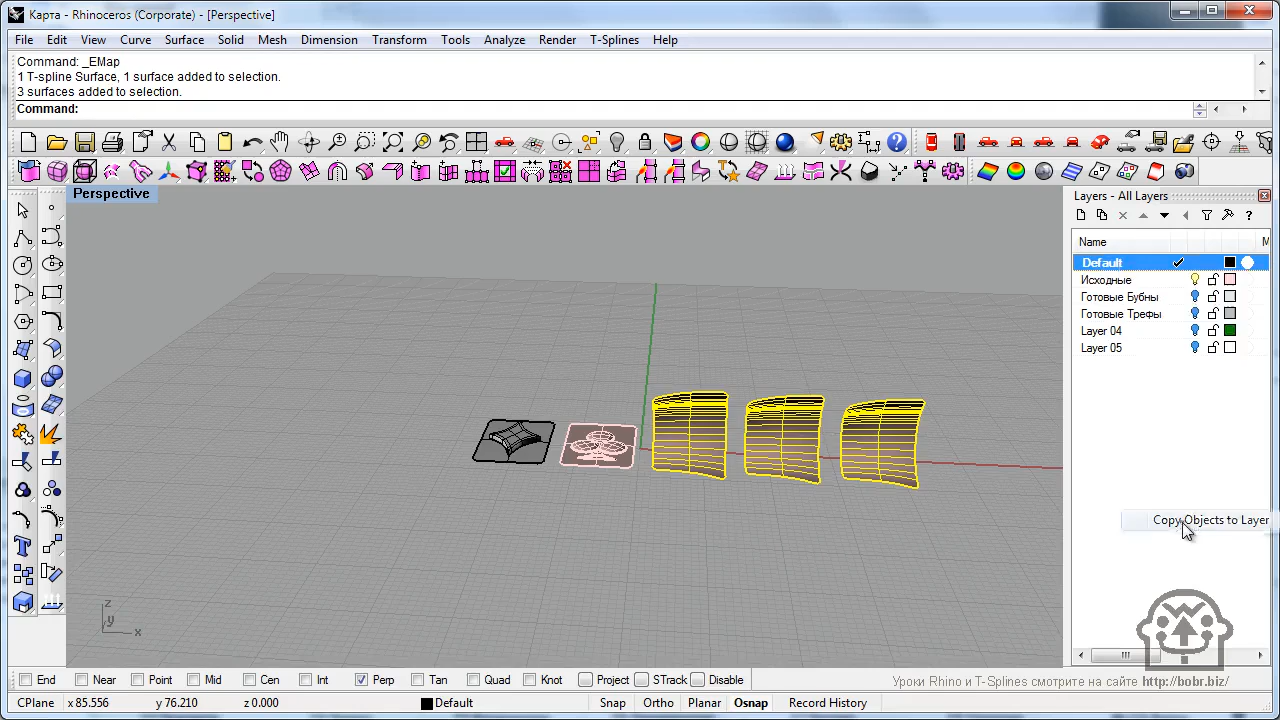 Карта - Rhinoceros (Corporate) - [Perspective]
File Edit View Curve Surface Solid Mesh Dimension Transform Tools Analyze Render T-Splines Help
Command: _EMap
1 T-spline Surface, 1 surface added to selection.
3 surfaces added to selection.
Command:
Perspective
Layers - All Layers
Name M
Default
Исходные
Готовые Бубны
Готовые Трефы
Layer 04
Layer 05
Copy Objects to Layer
z
y
x
End Near Point Mid Cen Int Perp Tan Quad Knot Project STrack Disable
Уроки Rhino и T-Splines смотрите на сайте http://bobr.biz/
CPlane x 85.556 y 76.210 z 0.000 Default Snap Ortho Planar Osnap Record History